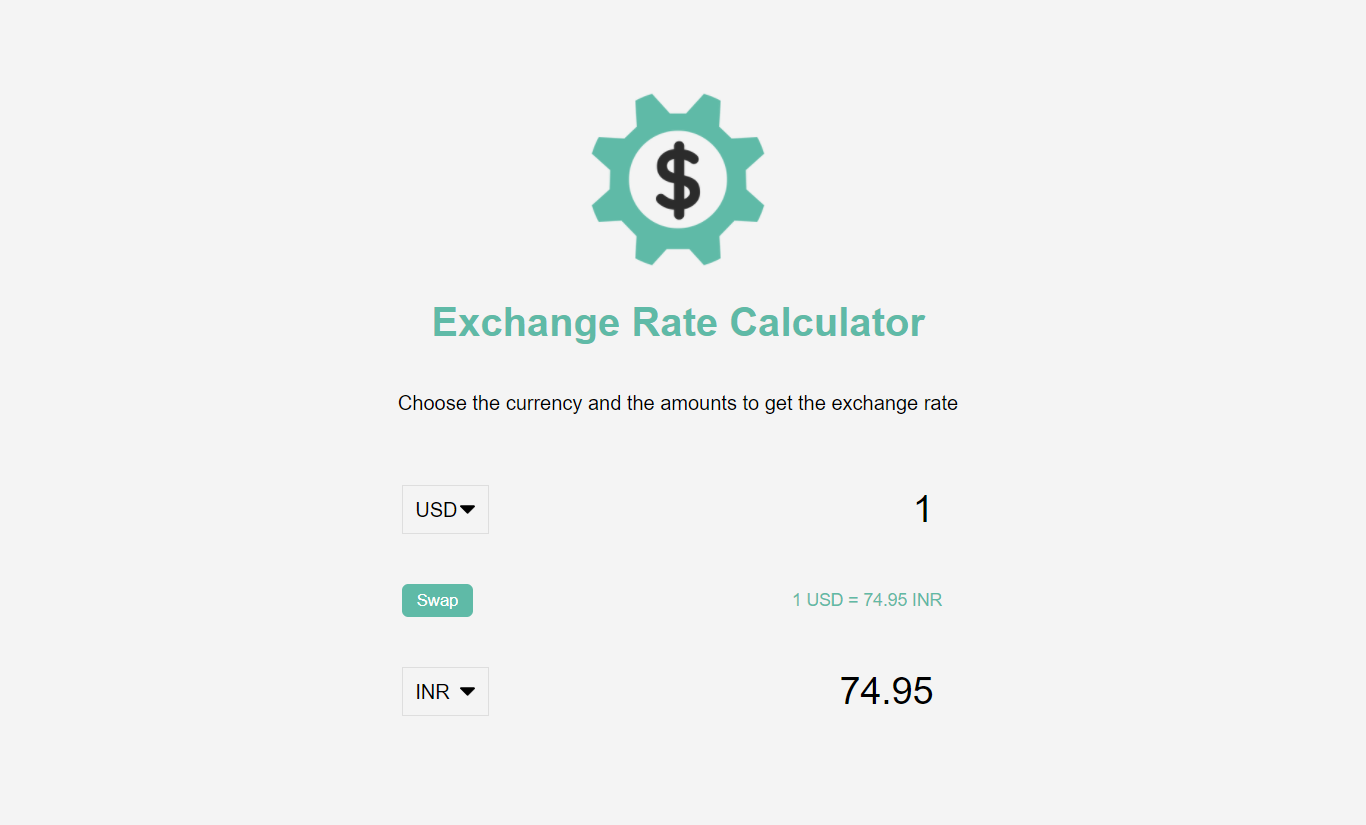 $
Exchange Rate Calculator
Choose the currency and the amounts to get the exchange rate
USD 1
Swap 1 USD = 74.95 INR
INR 74.95